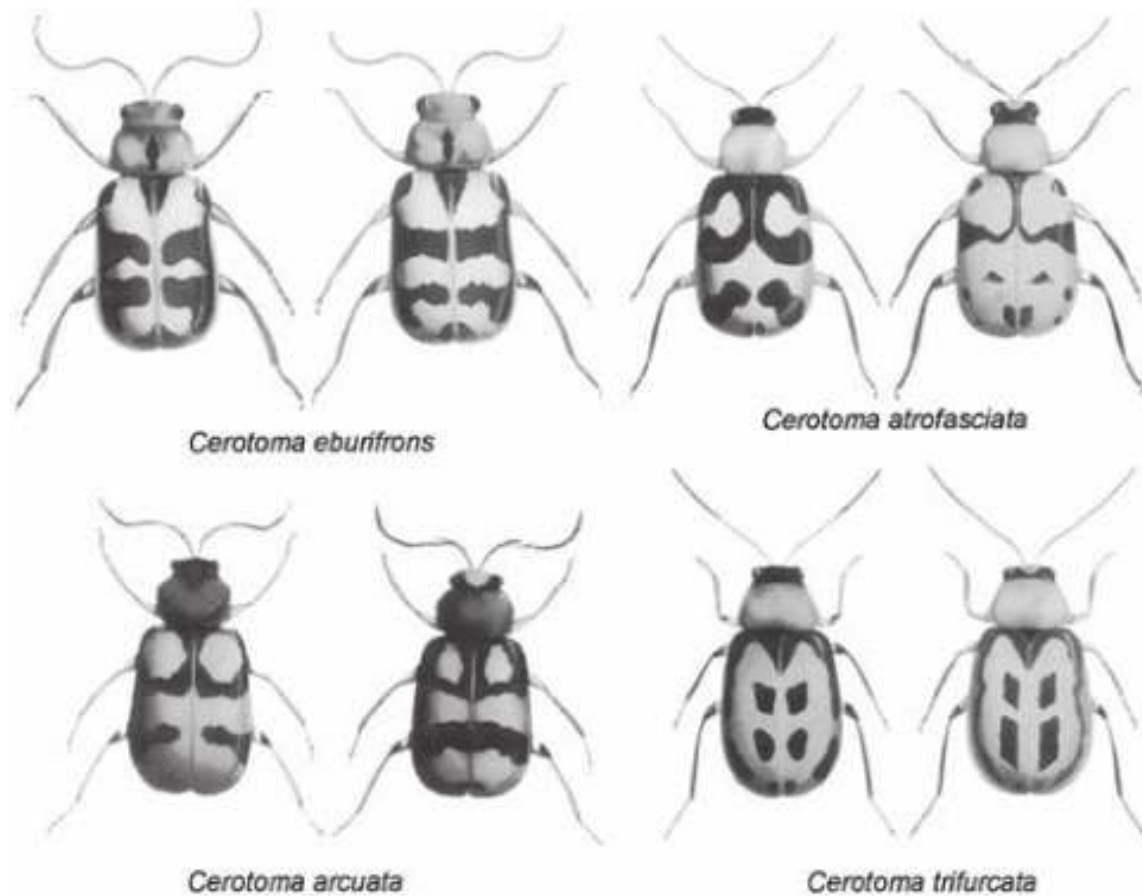 Cerotoma eburifrons
Cerotoma atrofasciata
Cerotoma arcuata
Cerotoma trifurcata